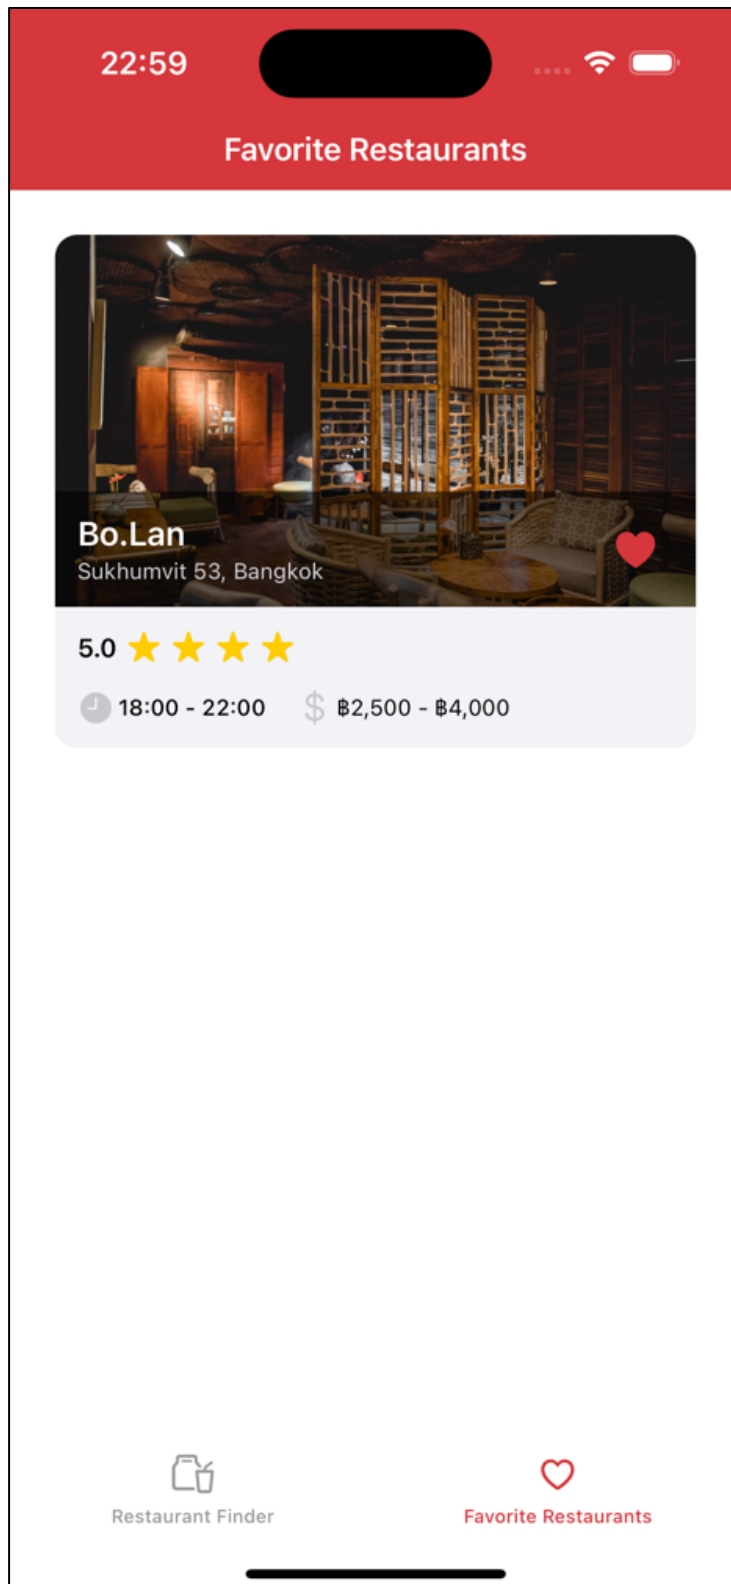 22:59
Favorite Restaurants
Bo.Lan
Sukhumvit 53, Bangkok
5.0
18:00 - 22:00
$ ฿2,500 - ฿4,000
Restaurant Finder
Favorite Restaurants